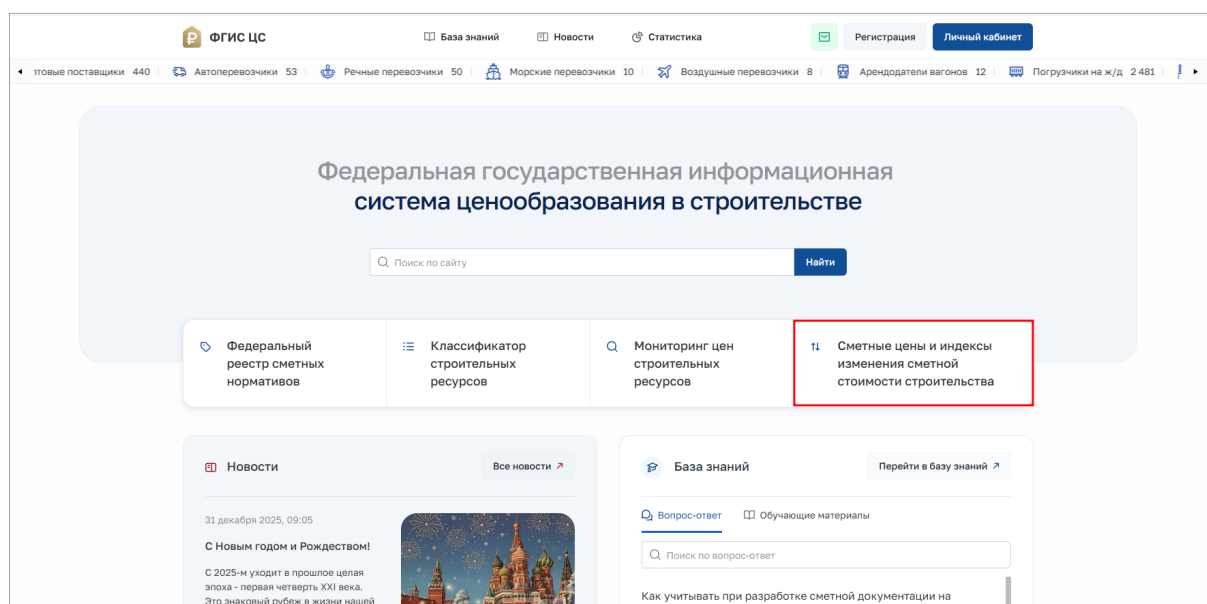 ФГИС ЦС
База знаний
Новости
Статистика
Регистрация
Личный кабинет
поставщики 440
Автоперевозчики 53
Речные перевозчики 50
Морские перевозчики 10
Воздушные перевозчики 8
Арендодатели вагонов 12
Погрузчики на ж/д 2 481
Федеральная государственная информационная
система ценообразования в строительстве
Поиск по сайту
Найти
Федеральный
реестр сметных
нормативов
Классификатор
строительных
ресурсов
Мониторинг цен
строительных
ресурсов
Сметные цены и индексы
изменения сметной
стоимости строительства
Новости
Все новости
31 декабря 2025, 09:05
С Новым годом и Рождеством!
С 2025-м уходит в прошлое целая
эпоха - первая четверть XXI века.
Это знаковый рубеж в жизни нашей
База знаний
Перейти в базу знаний
Вопрос-ответ
Обучающие материалы
Поиск по вопрос-ответ
Как учитывать при разработке сметной документации на